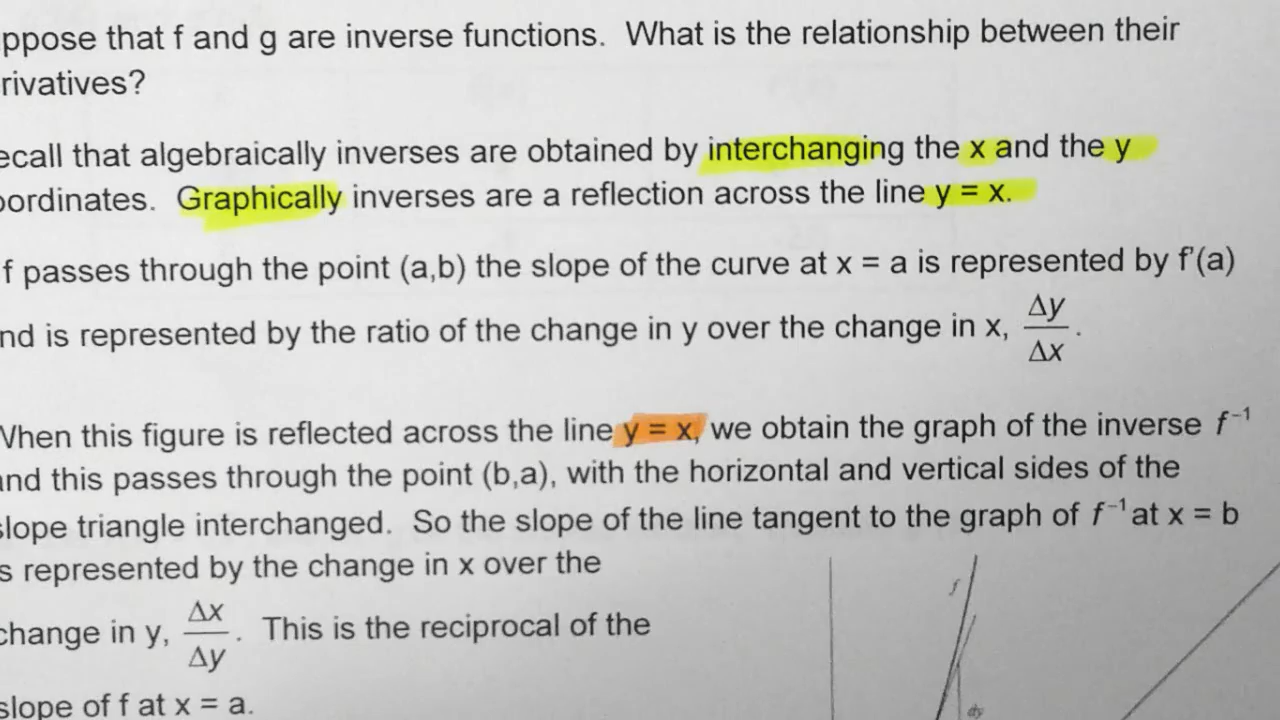 ppose that f and g are inverse functions. What is the relationship between their
rivatives?
ecall that algebraically inverses are obtained by interchanging the x and the y
oordinates. Graphically inverses are a reflection across the line y = x.
f passes through the point (a,b) the slope of the curve at x = a is represented by f'(a)
nd is represented by the ratio of the change in y over the change in x, Δy/Δx.
When this figure is reflected across the line y = x, we obtain the graph of the inverse f⁻¹
and this passes through the point (b,a), with the horizontal and vertical sides of the
slope triangle interchanged. So the slope of the line tangent to the graph of f⁻¹ at x = b
s represented by the change in x over the
change in y, Δx/Δy. This is the reciprocal of the
slope of f at x = a.
f
dy